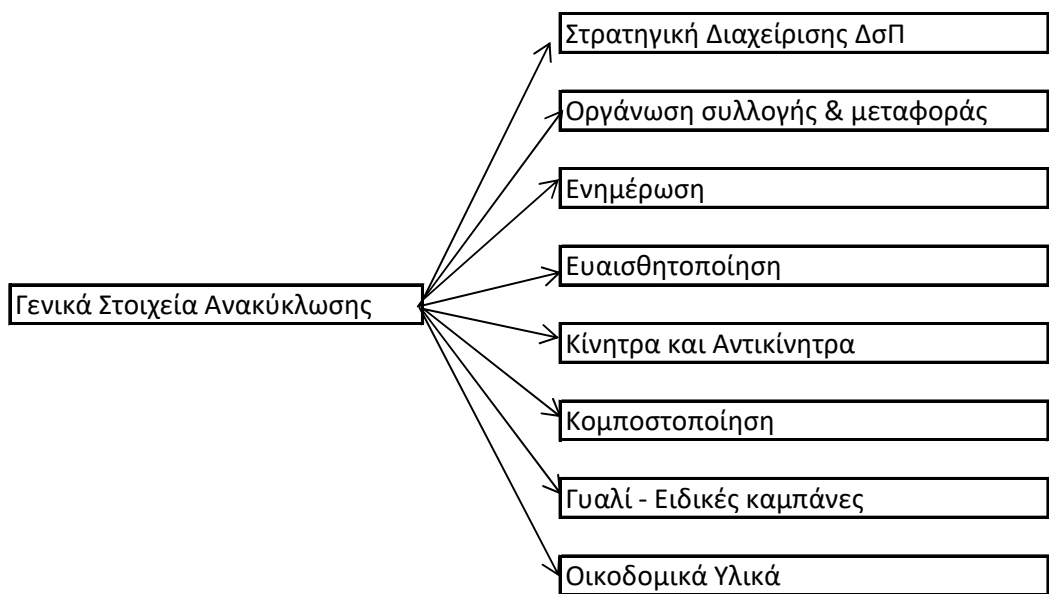 Στρατηγική Διαχείρισης ΔσΠ
Οργάνωση συλλογής & μεταφοράς
Ενημέρωση
Ευαισθητοποίηση
Γενικά Στοιχεία Ανακύκλωσης
Κίνητρα και Αντικίνητρα
Κομποστοποίηση
Γυαλί - Ειδικές καμπάνες
Οικοδομικά Υλικά